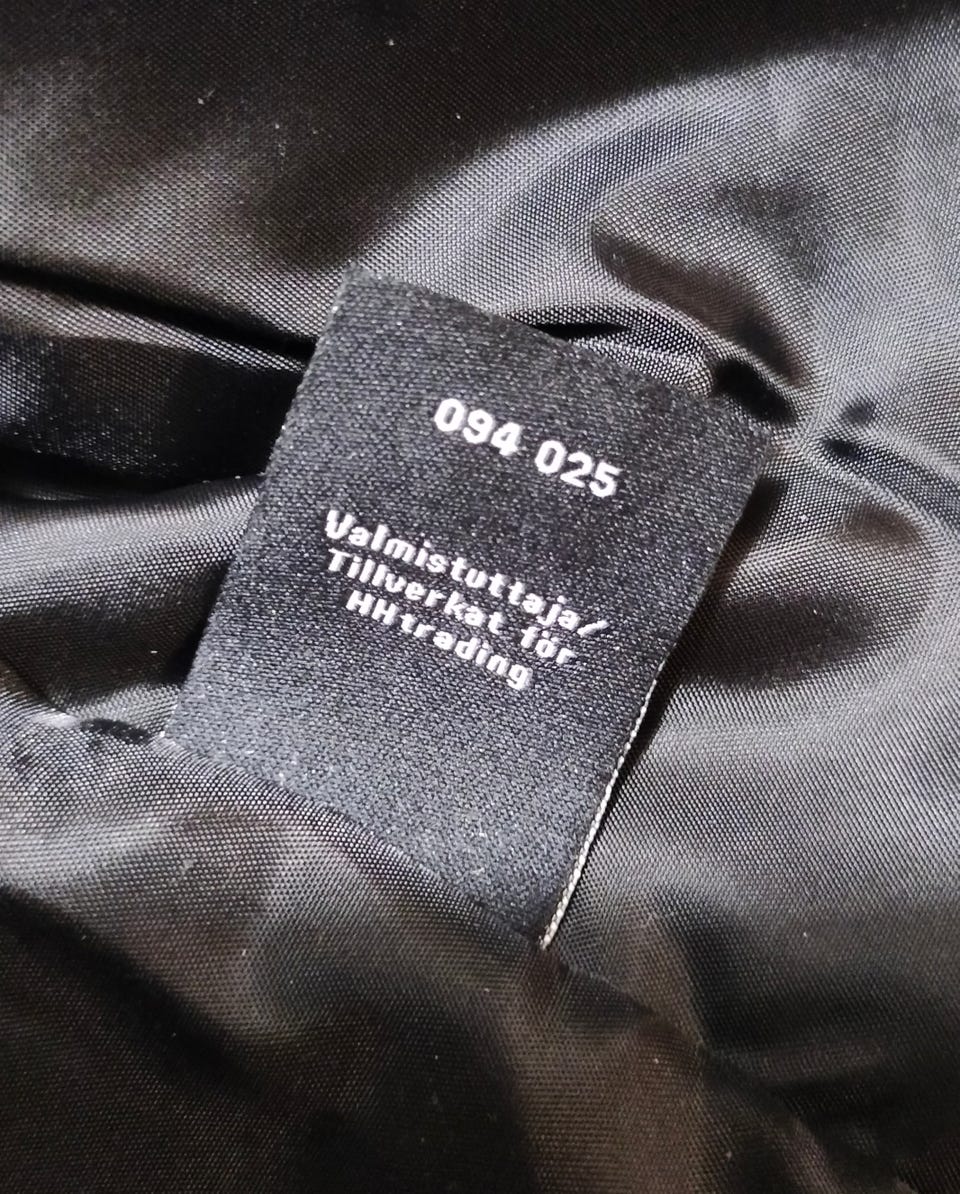 094 025
Valmistuttaja/
Tillverkat för
HHtrading